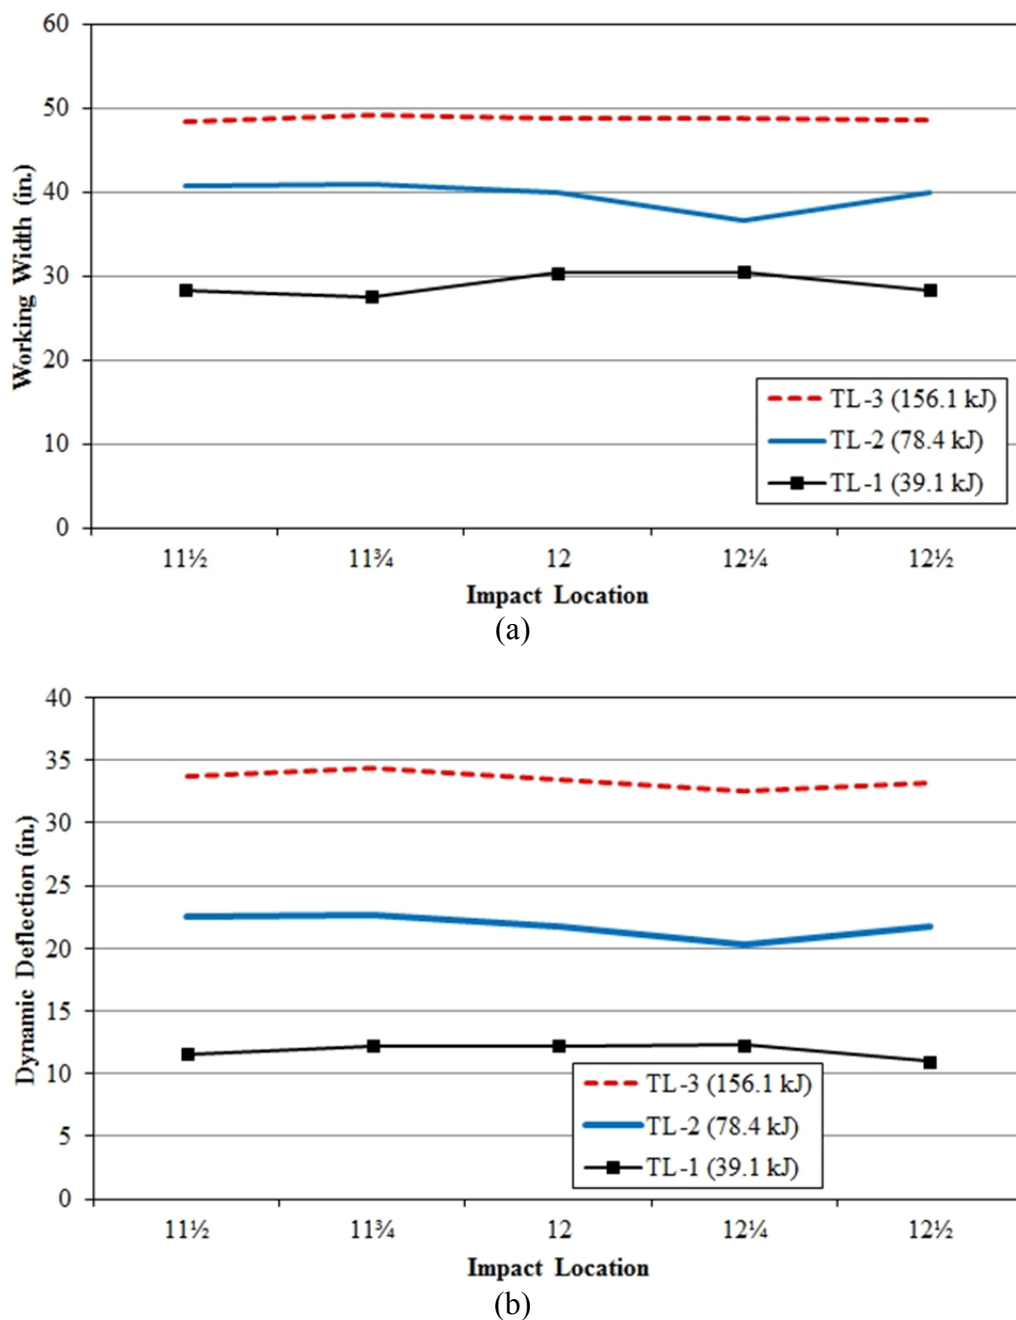 60
50
40
30
20
10
0
Working Width (in.)
TL-3 (156.1 kJ)
TL-2 (78.4 kJ)
TL-1 (39.1 kJ)
11½ 11¾ 12 12¼ 12½
Impact Location
(a)
40
35
30
25
20
15
10
5
0
Dynamic Deflection (in.)
TL-3 (156.1 kJ)
TL-2 (78.4 kJ)
TL-1 (39.1 kJ)
11½ 11¾ 12 12¼ 12½
Impact Location
(b)